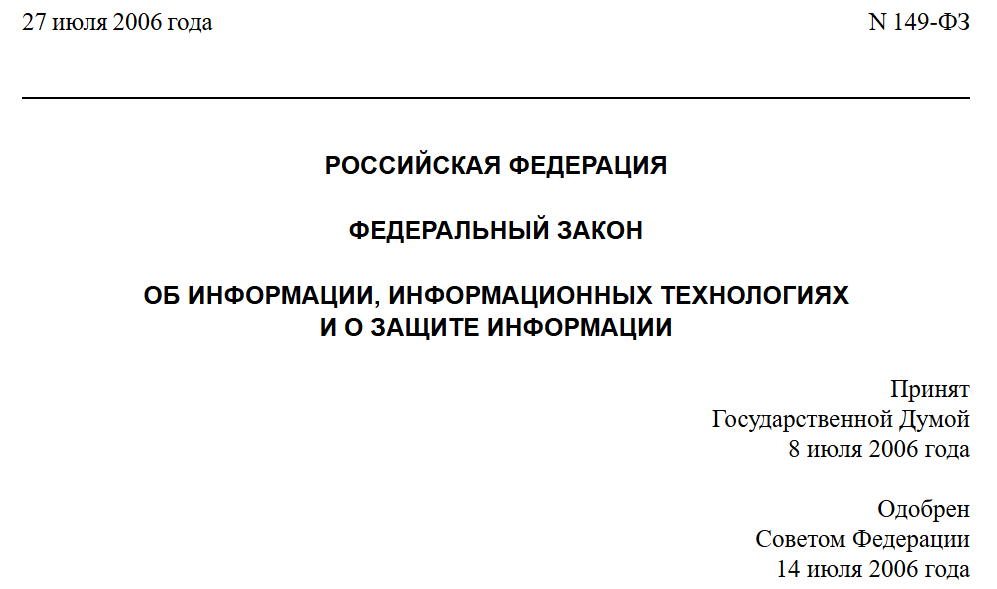 27 июля 2006 года N 149-ФЗ
РОССИЙСКАЯ ФЕДЕРАЦИЯ
ФЕДЕРАЛЬНЫЙ ЗАКОН
ОБ ИНФОРМАЦИИ, ИНФОРМАЦИОННЫХ ТЕХНОЛОГИЯХ
И О ЗАЩИТЕ ИНФОРМАЦИИ
Принят
Государственной Думой
8 июля 2006 года
Одобрен
Советом Федерации
14 июля 2006 года